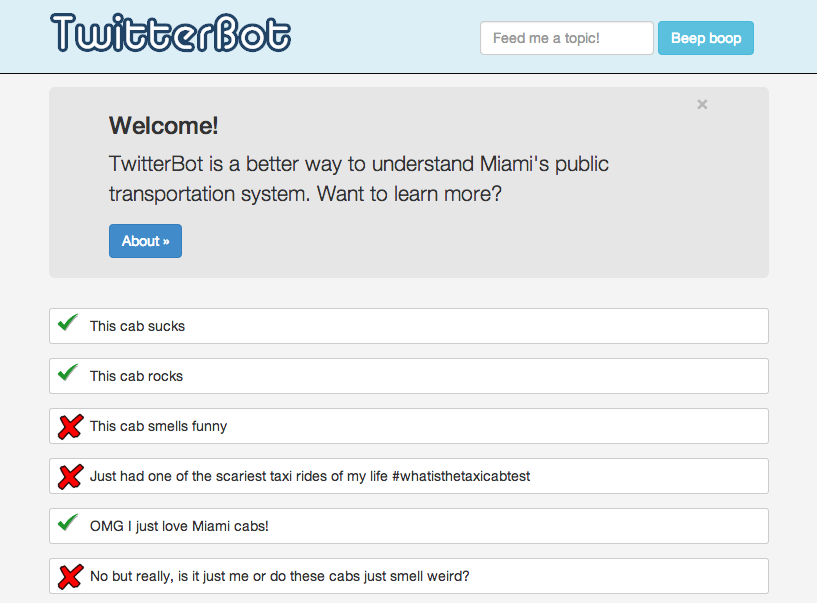 TwitterBot
Feed me a topic!
Beep boop
×
Welcome!
TwitterBot is a better way to understand Miami's public
transportation system. Want to learn more?
About »
This cab sucks
This cab rocks
This cab smells funny
Just had one of the scariest taxi rides of my life #whatisthetaxicabtest
OMG I just love Miami cabs!
No but really, is it just me or do these cabs just smell weird?